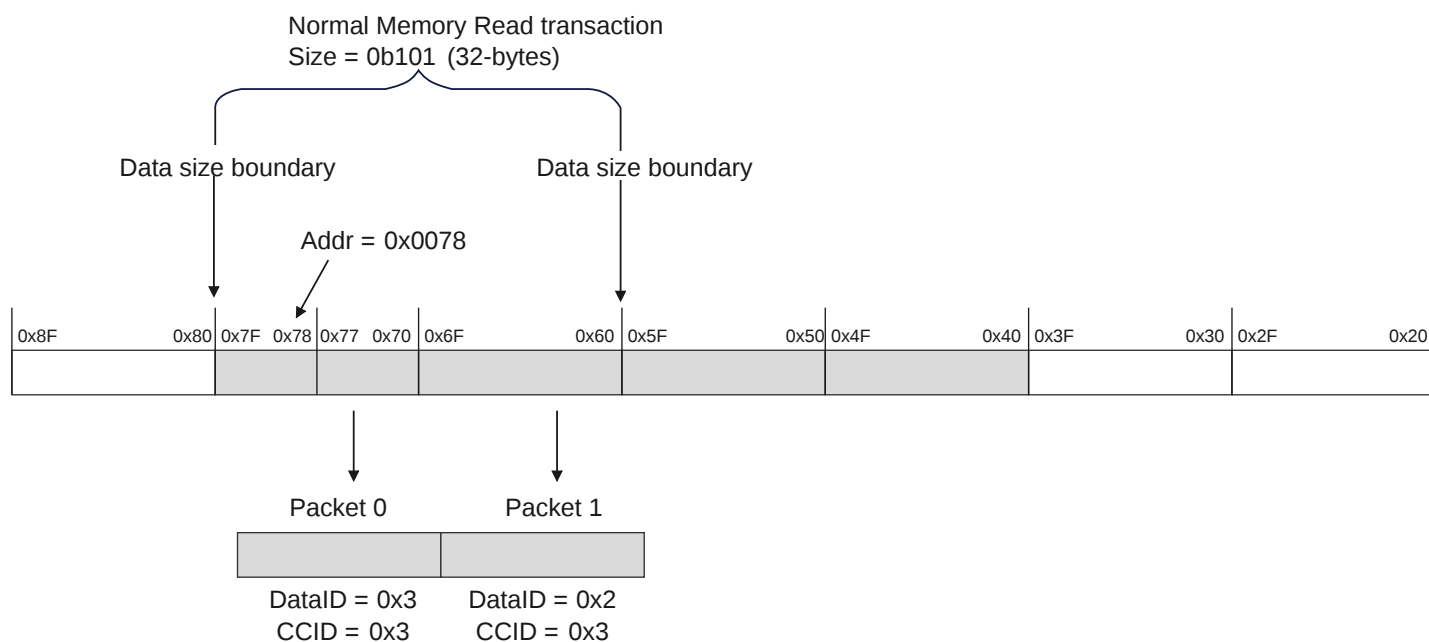 Normal Memory Read transaction
Size = 0b101 (32-bytes)
Data size boundary Data size boundary
Addr = 0x0078
0x8F 0x80 0x7F 0x78 0x77 0x70 0x6F 0x60 0x5F 0x50 0x4F 0x40 0x3F 0x30 0x2F 0x20
Packet 0 Packet 1
DataID = 0x3 DataID = 0x2
CCID = 0x3 CCID = 0x3